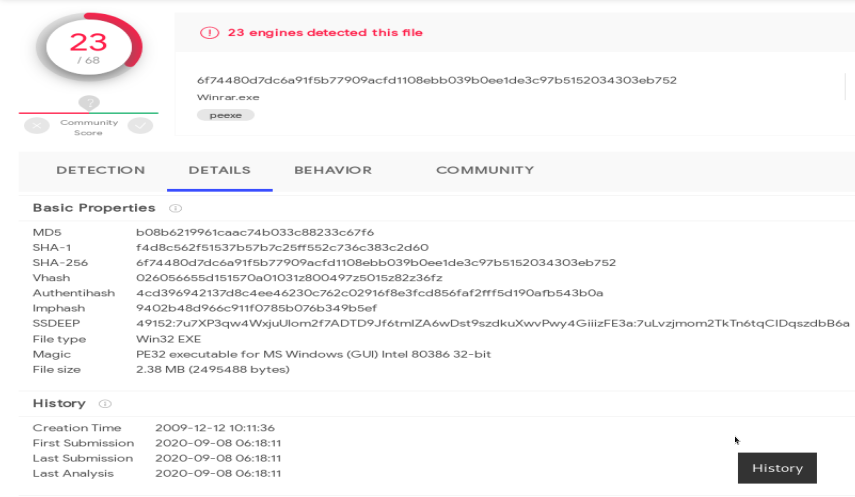 23
/ 68
?
Community
Score
23 engines detected this file
6f74480d7dc6a91f5b77909acfd1108ebb039b0ee1de3c97b5152034303eb752
Winrar.exe
peexe
DETECTION DETAILS BEHAVIOR COMMUNITY
Basic Properties
MD5 b08b6219961caac74b033c88233c67f6
SHA-1 f4d8c562f51537b57b7c25ff552c736c383c2d60
SHA-256 6f74480d7dc6a91f5b77909acfd1108ebb039b0ee1de3c97b5152034303eb752
Vhash 026056655d151570a01031z800497z5015z82z36fz
Authentihash 4cd396942137d8c4ee46230c762c02916f8e3fcd856faf2fff5d190afb543b0a
Imphash 9402b48d966c911f0785b076b349b5ef
SSDEEP 49152:7u7XP3qw4WxjuUlom2f7ADTD9Jf6tmIZA6wDst9szdkuXwvPwy4GiiizFE3a:7uLvzjmom2TkTn6tqCIDqszdbB6a
File type Win32 EXE
Magic PE32 executable for MS Windows (GUI) Intel 80386 32-bit
File size 2.38 MB (2495488 bytes)
History
Creation Time 2009-12-12 10:11:36
First Submission 2020-09-08 06:18:11
Last Submission 2020-09-08 06:18:11
Last Analysis 2020-09-08 06:18:11
History